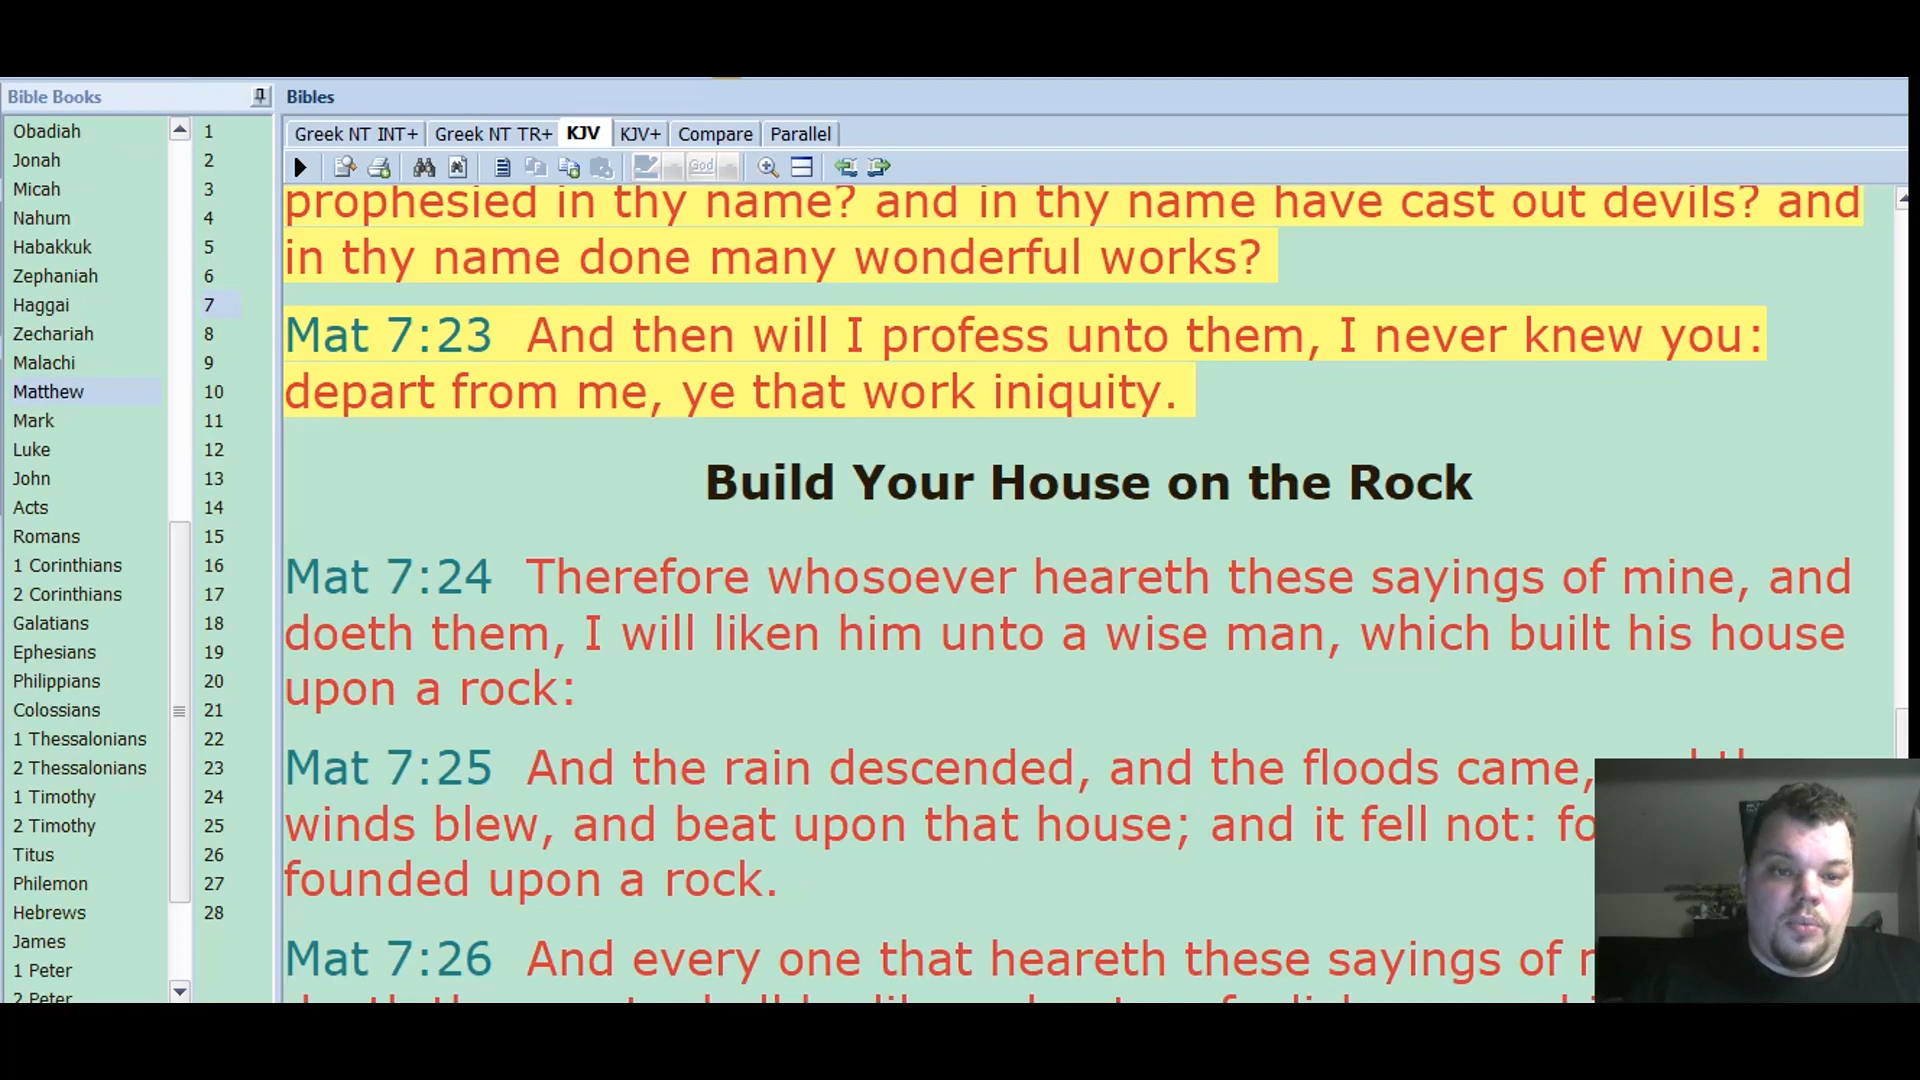 Bible Books
Obadiah
Jonah
Micah
Nahum
Habakkuk
Zephaniah
Haggai
Zechariah
Malachi
Matthew
Mark
Luke
John
Acts
Romans
1 Corinthians
2 Corinthians
Galatians
Ephesians
Philippians
Colossians
1 Thessalonians
2 Thessalonians
1 Timothy
2 Timothy
Titus
Philemon
Hebrews
James
1 Peter
2 Peter
1
2
3
4
5
6
7
8
9
10
11
12
13
14
15
16
17
18
19
20
21
22
23
24
25
26
27
28
Bibles
Greek NT INT+ Greek NT TR+ KJV KJV+ Compare Parallel
God
prophesied in thy name? and in thy name have cast out devils? and
in thy name done many wonderful works?
Mat 7:23 And then will I profess unto them, I never knew you:
depart from me, ye that work iniquity.
Build Your House on the Rock
Mat 7:24 Therefore whosoever heareth these sayings of mine, and
doeth them, I will liken him unto a wise man, which built his house
upon a rock:
Mat 7:25 And the rain descended, and the floods came,
winds blew, and beat upon that house; and it fell not:
founded upon a rock.
Mat 7:26 And every one that heareth these sayings of